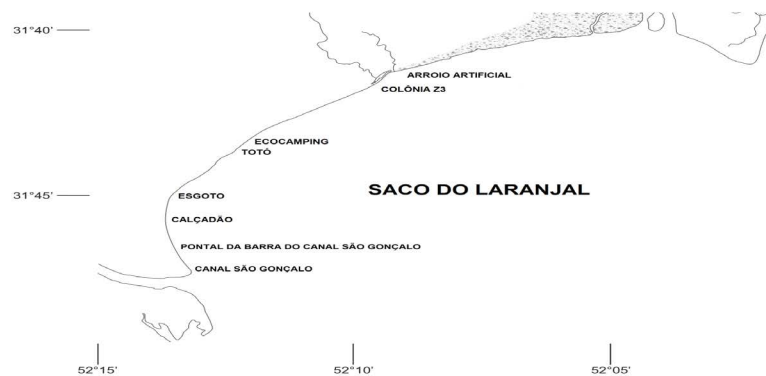 31°40'
ARROIO ARTIFICIAL
COLÔNIA Z3
ECOCAMPING
TOTÓ
SACO DO LARANJAL
31°45'
ESGOTO
CALÇADÃO
PONTAL DA BARRA DO CANAL SÃO GONÇALO
CANAL SÃO GONÇALO
52°15'
52°10'
52°05'